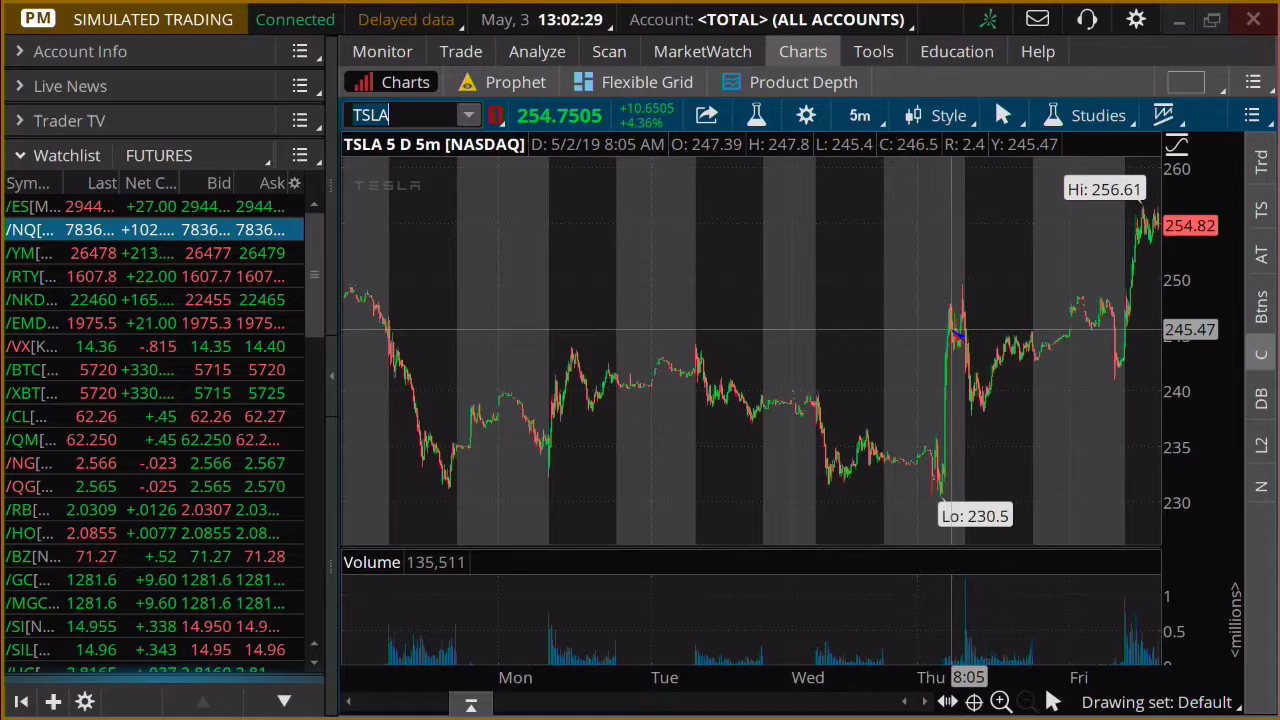 PM SIMULATED TRADING Connected Delayed data May, 3 13:02:29 Account: <TOTAL> (ALL ACCOUNTS)
Account Info
Live News
Trader TV
Watchlist FUTURES
Sym... Last Net C... Bid Ask
/ES[M... 2944... +27.00 2944... 2944...
/NQ[... 7836... +102.... 7836... 7836...
/YM[... 26478 +213.... 26477 26479
/RTY[... 1607.8 +22.00 1607.7 1607...
/NKD... 22460 +165.... 22455 22465
/EMD... 1975.5 +21.00 1975.3 1975...
/VX[K... 14.36 -.815 14.35 14.40
/BTC[... 5720 +330.... 5715 5720
/XBT[... 5720 +330.... 5715 5725
/CL[... 62.26 +.45 62.26 62.27
/QM[... 62.250 +.45 62.250 62.2...
/NG[... 2.566 -.023 2.566 2.567
/QG[... 2.565 -.025 2.565 2.570
/RB[... 2.0309 +.0126 2.0309 2.03...
/HO[... 2.0855 +.0077 2.0855 2.08...
/BZ[N... 71.27 +.52 71.27 71.28
/GC[... 1281.6 +9.60 1281.6 1281...
/MGC... 1281.6 +9.60 1281.6 1281...
/SI[N... 14.955 +.338 14.950 14.9...
/SIL[... 14.96 +.343 14.95 14.96
Monitor Trade Analyze Scan MarketWatch Charts Tools Education Help
Charts Prophet Flexible Grid Product Depth
TSLA 254.7505 +10.6505 +4.36% 5m Style Studies
TSLA 5 D 5m [NASDAQ] D: 5/2/19 8:05 AM O: 247.39 H: 247.8 L: 245.4 C: 246.5 R: 2.4 Y: 245.47
TESLA
Hi: 256.61
Lo: 230.5
260
254.82
250
245.47
240
235
230
Volume 135,511
1
0.5
0
<millions>
Mon Tue Wed Thu 8:05 Fri
Drawing set: Default
Trd
TS
AT
Btns
C
DB
L2
N